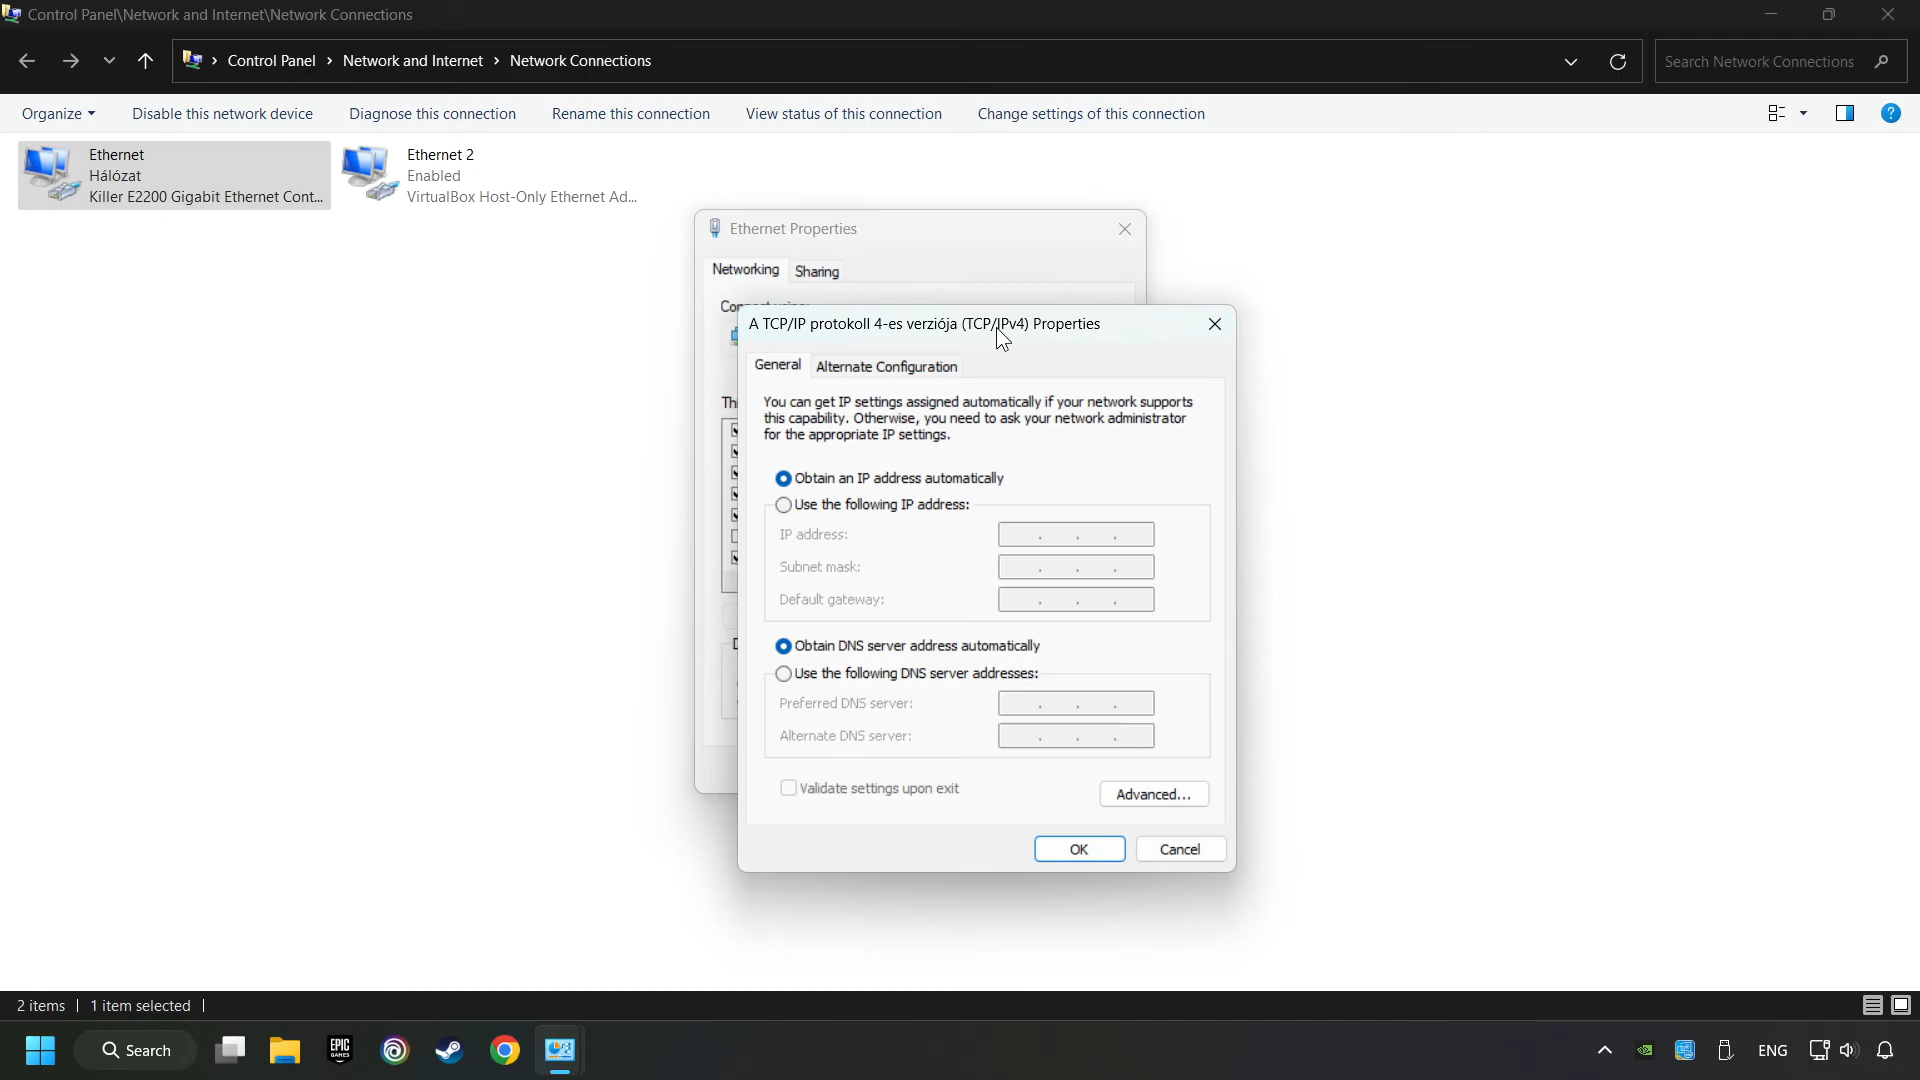 Control Panel\Network and Internet\Network Connections
Control Panel > Network and Internet > Network Connections
Search Network Connections
Organize
Disable this network device
Diagnose this connection
Rename this connection
View status of this connection
Change settings of this connection
Ethernet
Hálózat
Killer E2200 Gigabit Ethernet Cont...
Ethernet 2
Enabled
VirtualBox Host-Only Ethernet Ad...
Ethernet Properties
Networking
Sharing
A TCP/IP protokoll 4-es verziója (TCP/IPv4) Properties
General
Alternate Configuration
You can get IP settings assigned automatically if your network supports
this capability. Otherwise, you need to ask your network administrator
for the appropriate IP settings.
Obtain an IP address automatically
Use the following IP address:
IP address:
Subnet mask:
Default gateway:
Obtain DNS server address automatically
Use the following DNS server addresses:
Preferred DNS server:
Alternate DNS server:
Validate settings upon exit
Advanced...
OK
Cancel
2 items
1 item selected
Search
EPIC GAMES
ENG